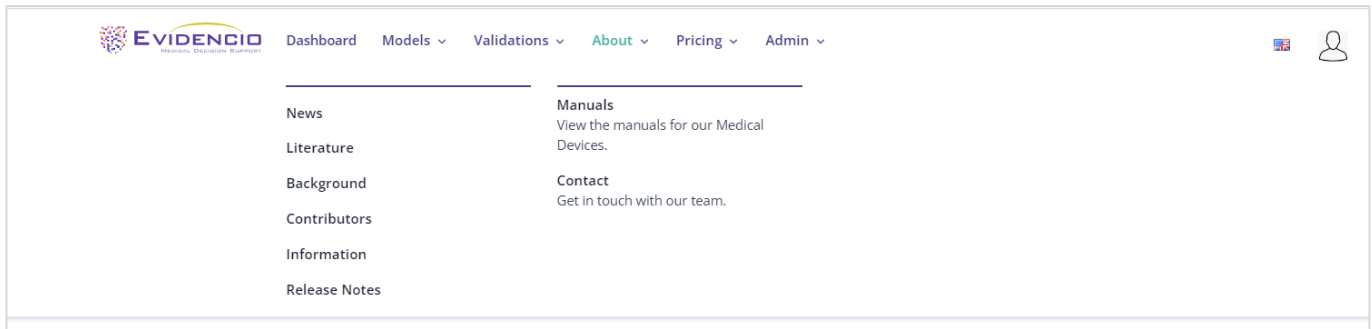 EVIDENCIO
MEDICAL DECISION SUPPORT
Dashboard Models Validations About Pricing Admin
News
Literature
Background
Contributors
Information
Release Notes
Manuals
View the manuals for our Medical
Devices.
Contact
Get in touch with our team.